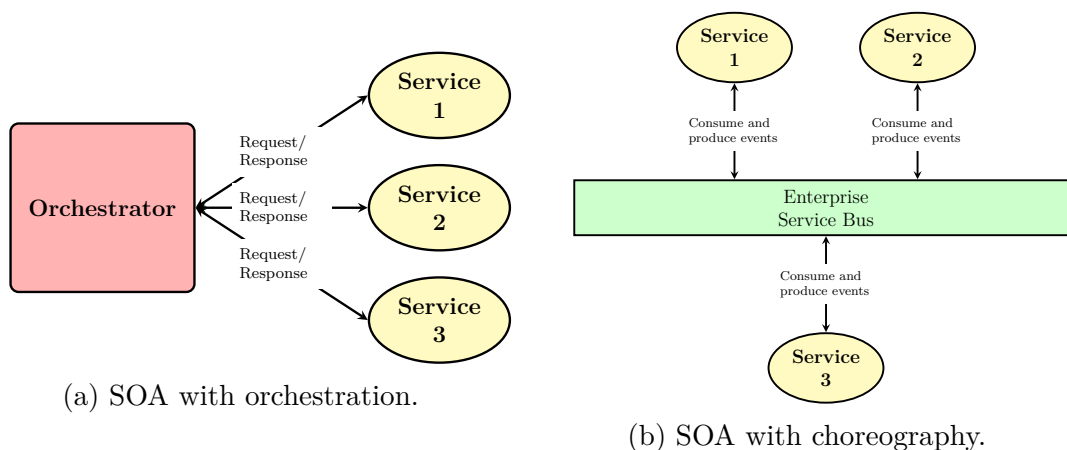 Orchestrator
Request/
Response
Request/
Response
Request/
Response
Service
1
Service
2
Service
3
(a) SOA with orchestration.
Service
1
Service
2
Consume and
produce events
Consume and
produce events
Enterprise
Service Bus
Consume and
produce events
Service
3
(b) SOA with choreography.